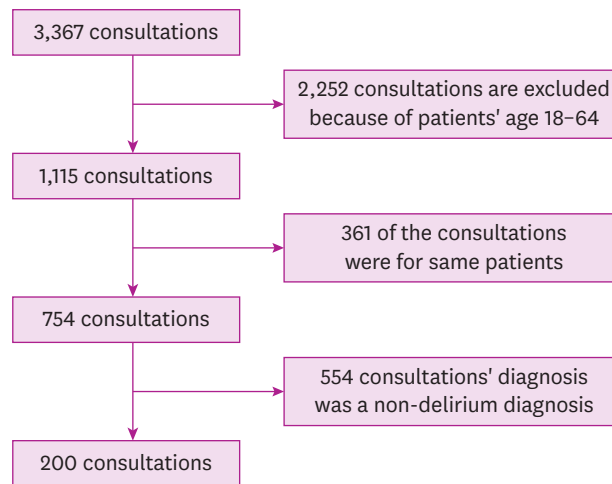 3,367 consultations
2,252 consultations are excluded
because of patients' age 18–64
1,115 consultations
361 of the consultations
were for same patients
754 consultations
554 consultations' diagnosis
was a non-delirium diagnosis
200 consultations